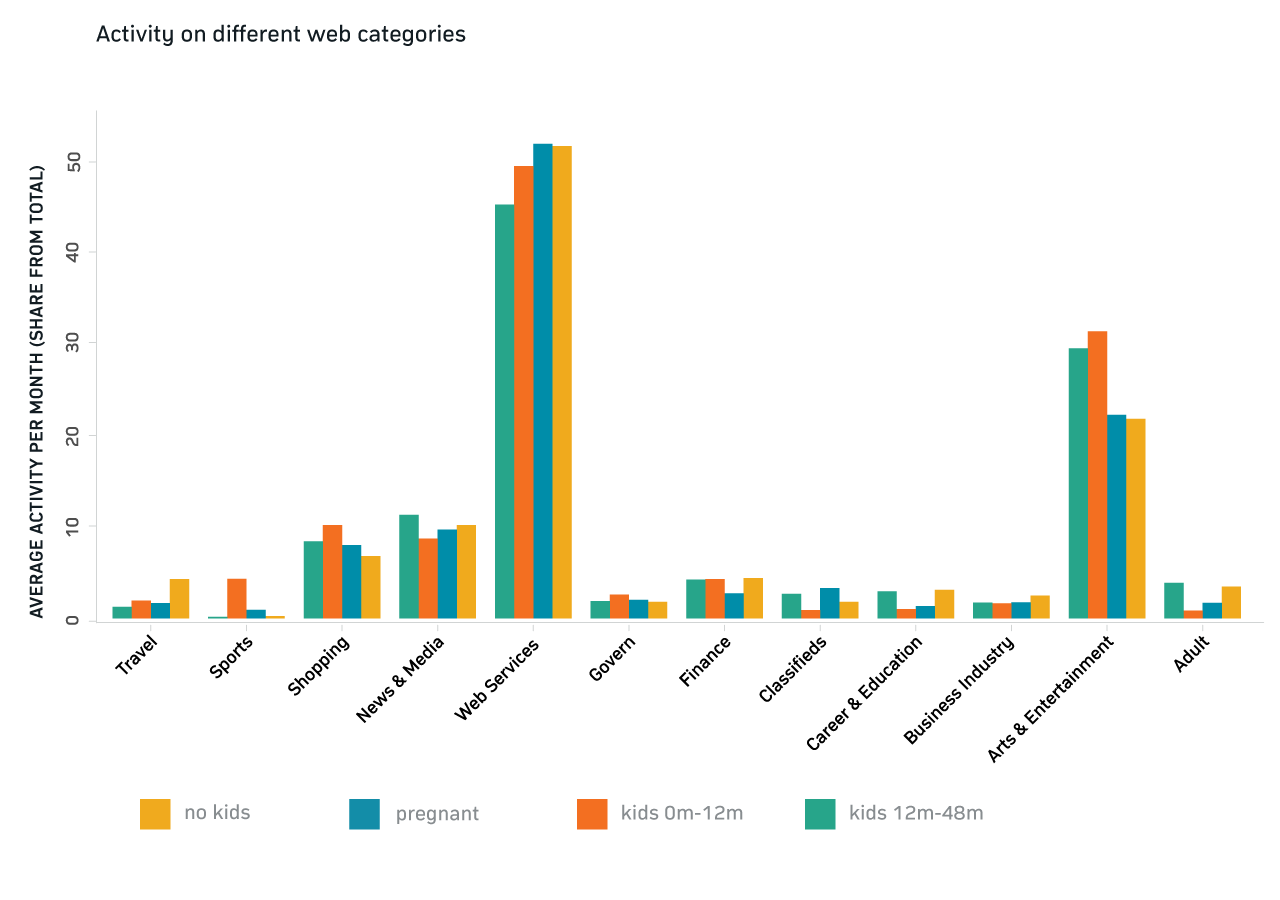 Activity on different web categories
AVERAGE ACTIVITY PER MONTH (SHARE FROM TOTAL)
50
40
30
20
10
0
Travel
Sports
Shopping
News & Media
Web Services
Govern
Finance
Classifieds
Career & Education
Business Industry
Arts & Entertainment
Adult
no kids
pregnant
kids 0m-12m
kids 12m-48m